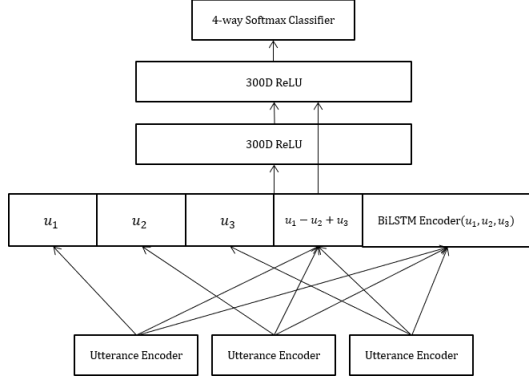 4-way Softmax Classifier
300D ReLU
300D ReLU
u₁ u₂ u₃ u₁ − u₂ + u₃ BiLSTM Encoder(u₁, u₂, u₃)
Utterance Encoder Utterance Encoder Utterance Encoder